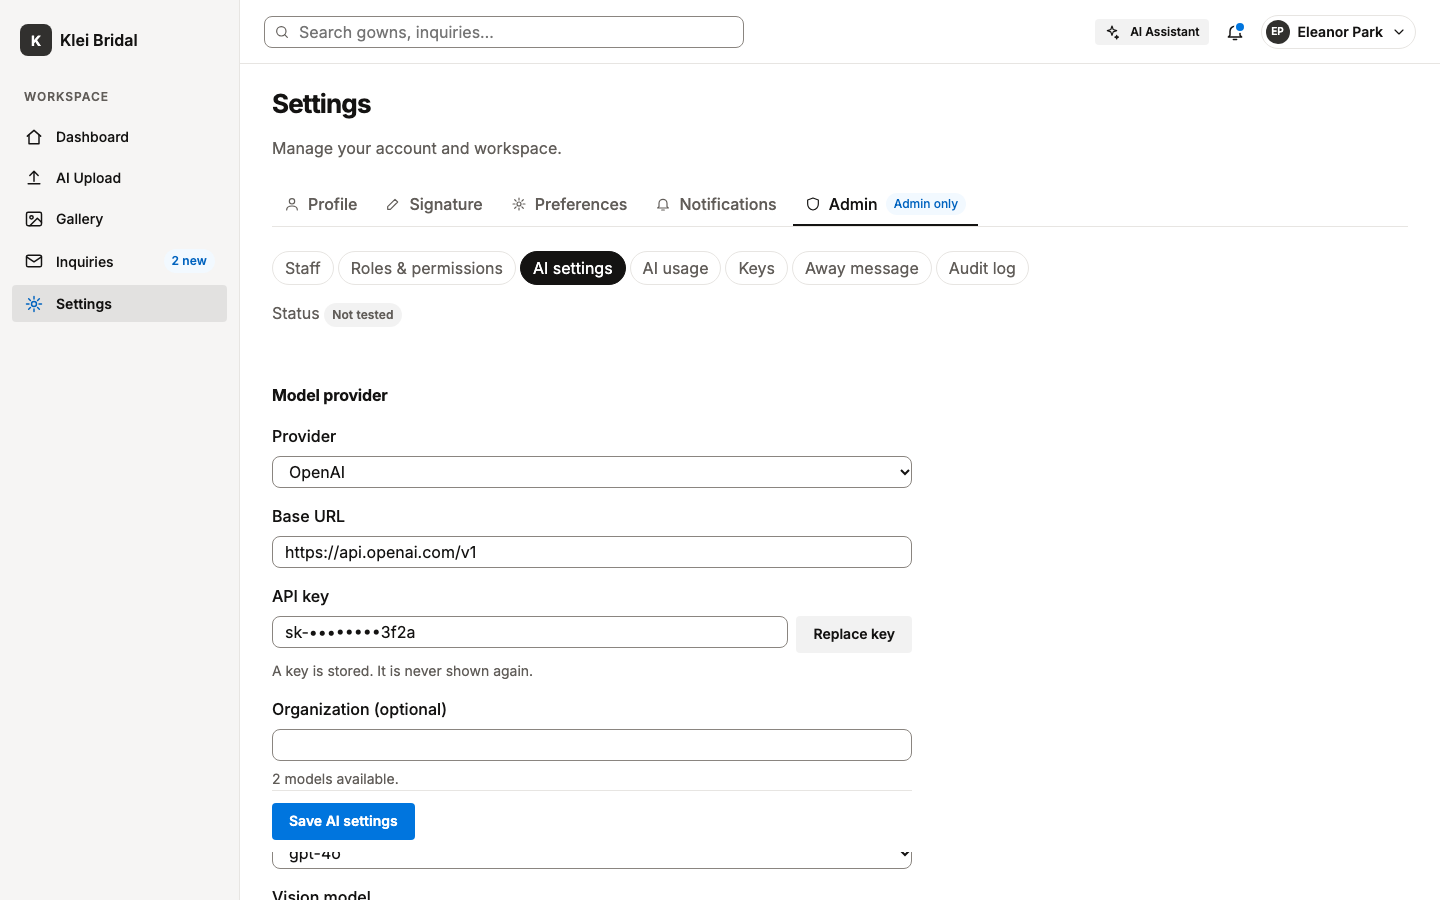 K Klei Bridal
Search gowns, inquiries...
AI Assistant
EP Eleanor Park
WORKSPACE
Dashboard
AI Upload
Gallery
Inquiries 2 new
Settings
Settings
Manage your account and workspace.
Profile Signature Preferences Notifications Admin Admin only
Staff Roles & permissions AI settings AI usage Keys Away message Audit log
Status Not tested
Model provider
Provider
OpenAI
Base URL
https://api.openai.com/v1
API key
sk-••••••••3f2a Replace key
A key is stored. It is never shown again.
Organization (optional)
2 models available.
Save AI settings
gpt-4o
Vision model